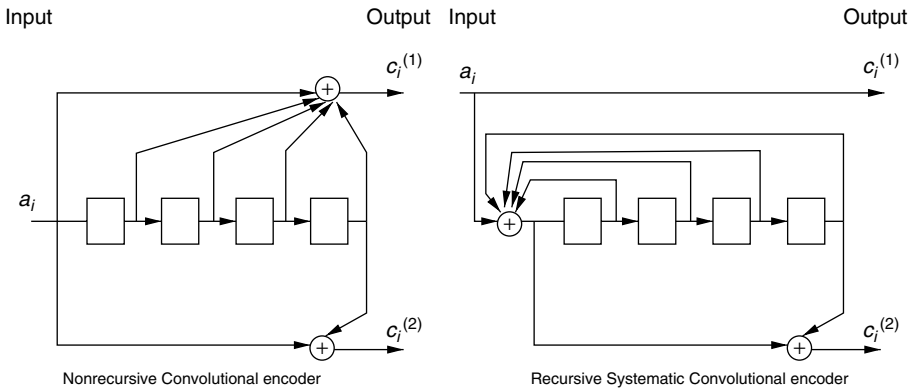 Input Output Input Output
c_i^(1) c_i^(1)
a_i
+
a_i
+
c_i^(2) c_i^(2)
+ +
Nonrecursive Convolutional encoder Recursive Systematic Convolutional encoder